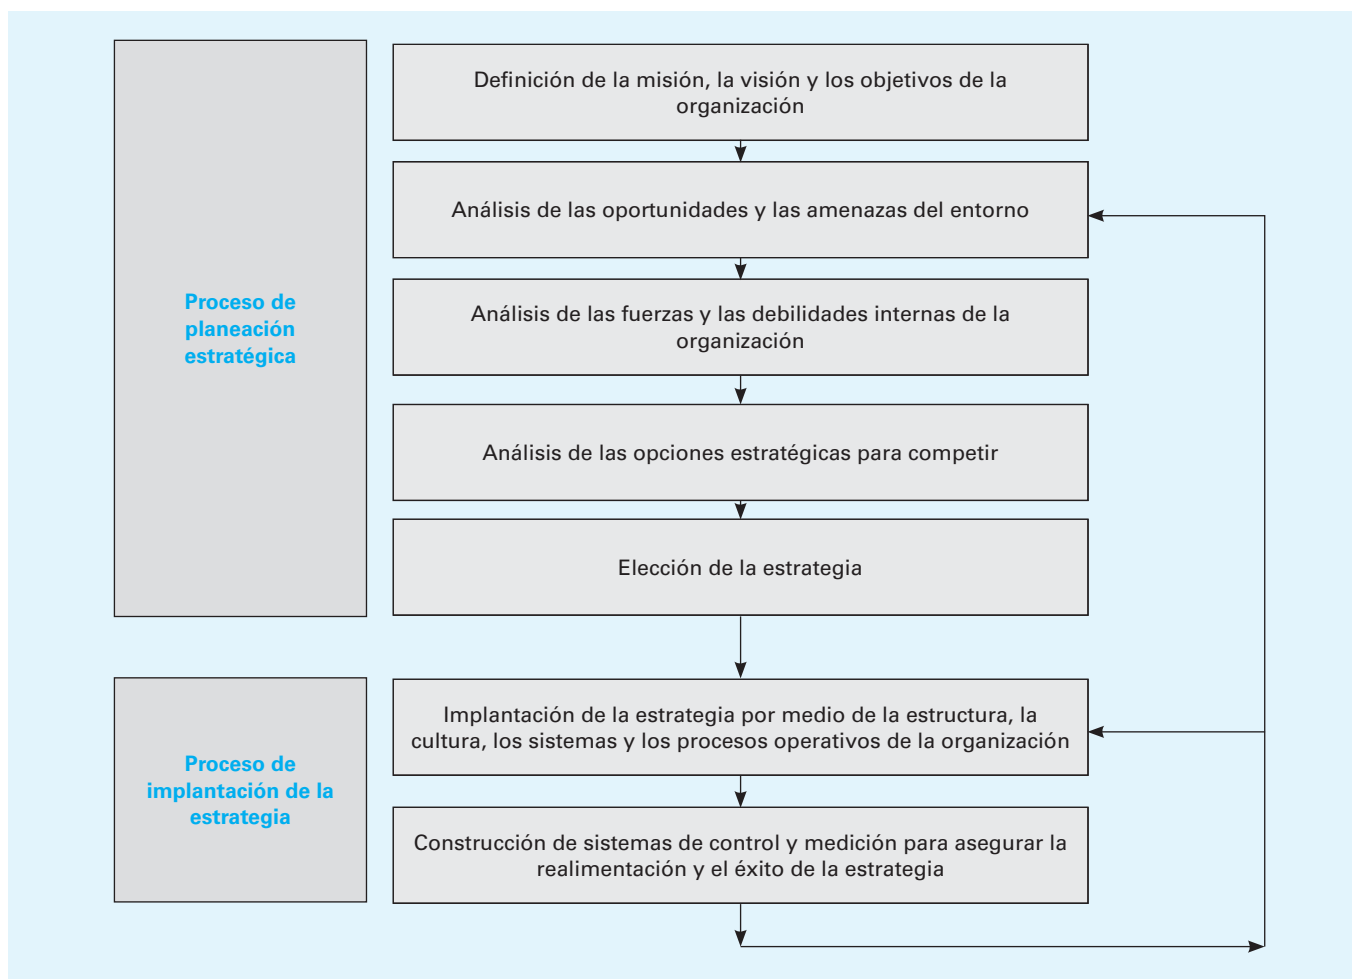 Definición de la misión, la visión y los objetivos de la
organización
Análisis de las oportunidades y las amenazas del entorno
Proceso de
planeación
estratégica
Análisis de las fuerzas y las debilidades internas de la
organización
Análisis de las opciones estratégicas para competir
Elección de la estrategia
Proceso de
implantación de la
estrategia
Implantación de la estrategia por medio de la estructura, la
cultura, los sistemas y los procesos operativos de la organización
Construcción de sistemas de control y medición para asegurar la
realimentación y el éxito de la estrategia